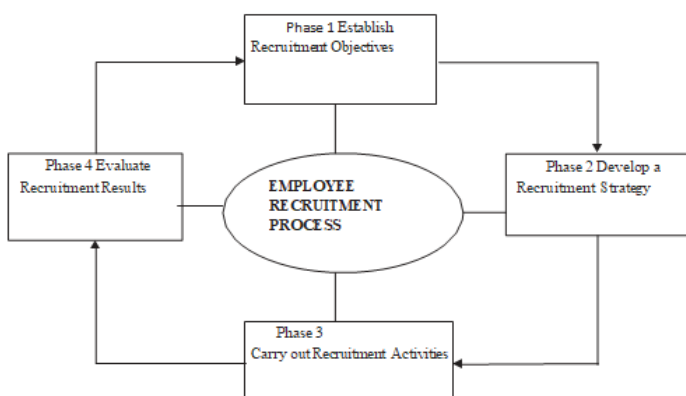 Phase 1 Establish
Recruitment Objectives
Phase 4 Evaluate
Recruitment Results
EMPLOYEE
RECRUITMENT
PROCESS
Phase 2 Develop a
Recruitment Strategy
Phase 3
Carry out Recruitment Activities